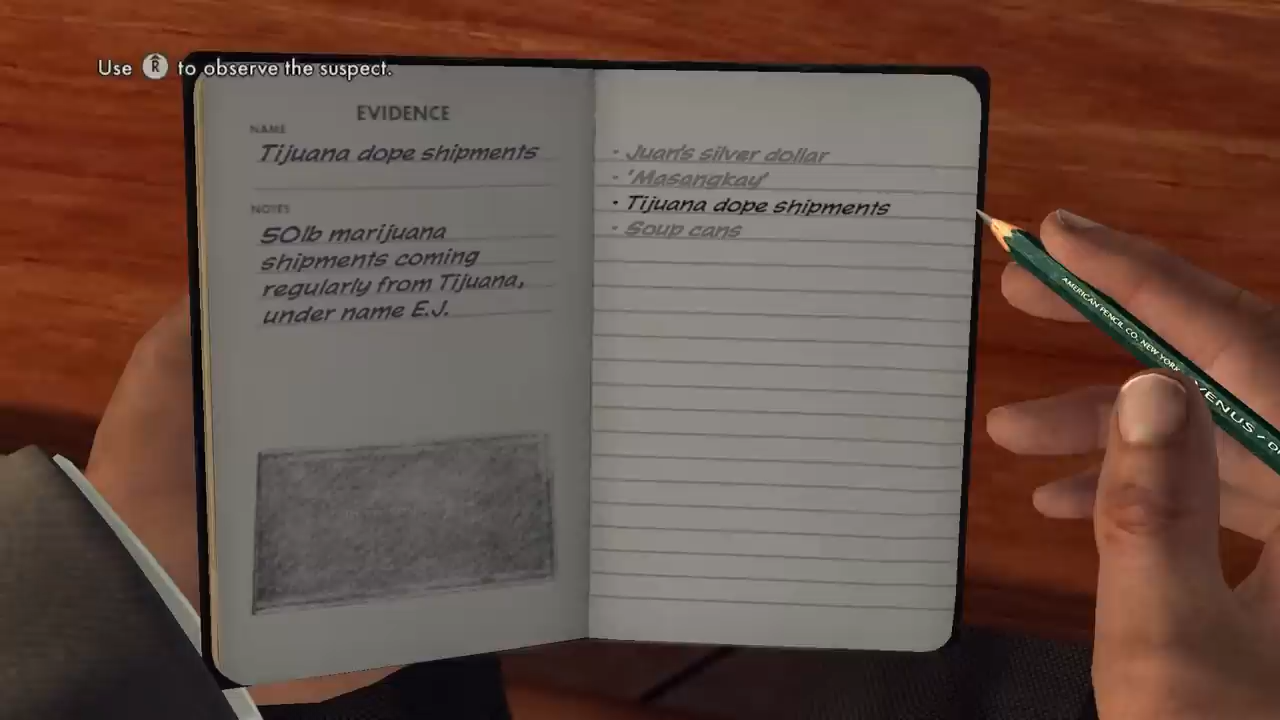 Use R to observe the suspect.
EVIDENCE
NAME
Tijuana dope shipments
NOTES
50lb marijuana
shipments coming
regularly from Tijuana,
under name E.J.
- Juan's silver dollar
- 'Masangkay'
- Tijuana dope shipments
- Soup cans
AMERICAN PENCIL CO. NEW YORK
VENUS